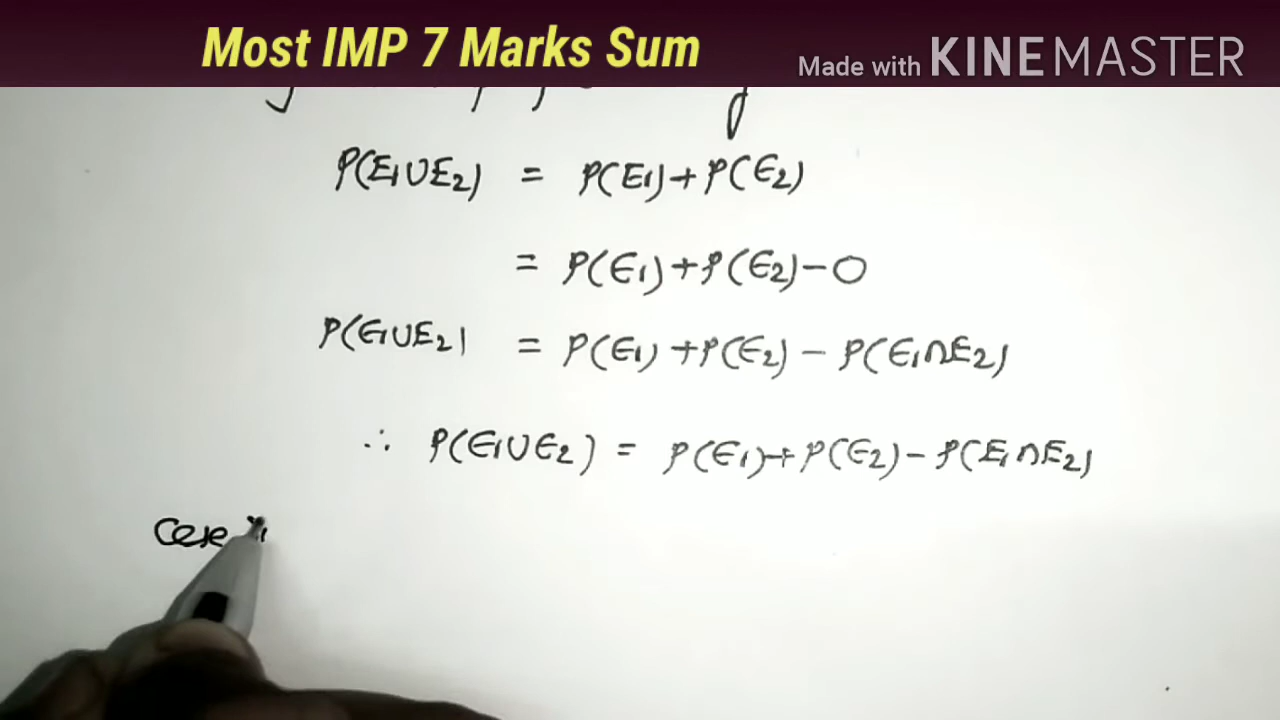 Most IMP 7 Marks Sum
Made with KINEMASTER
P(E1∪E2) = P(E1)+P(E2)
= P(E1)+P(E2)-0
P(E1∪E2) = P(E1)+P(E2)-P(E1∩E2)
∴ P(E1∪E2) = P(E1)+P(E2)-P(E1∩E2)
Case